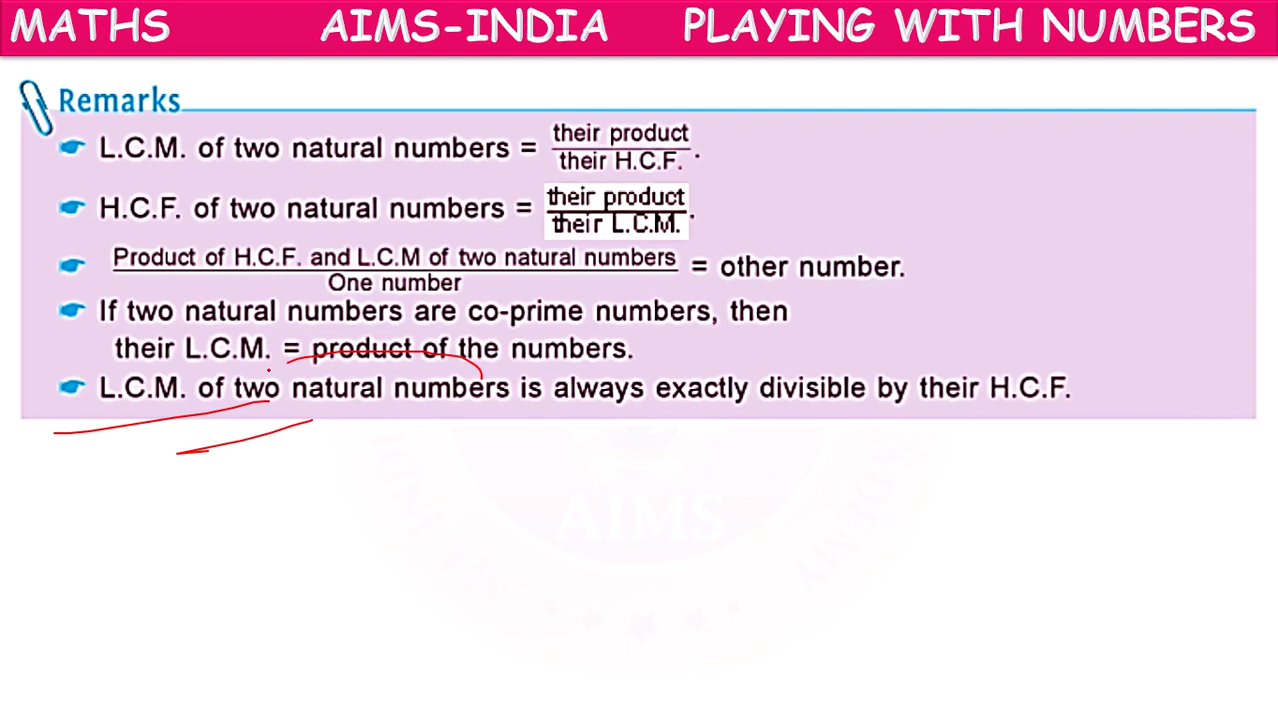 MATHS AIMS-INDIA PLAYING WITH NUMBERS
Remarks
L.C.M. of two natural numbers = their product / their H.C.F.
H.C.F. of two natural numbers = their product / their L.C.M.
Product of H.C.F. and L.C.M of two natural numbers / One number = other number.
If two natural numbers are co-prime numbers, then
their L.C.M. = product of the numbers.
L.C.M. of two natural numbers is always exactly divisible by their H.C.F.
AIMS